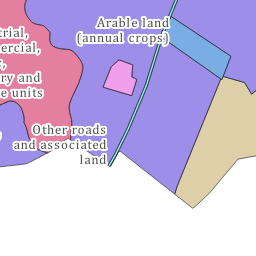 Arable land
(annual crops)
trial,
ercial,
ry and
e units
Other roads
and associated
land